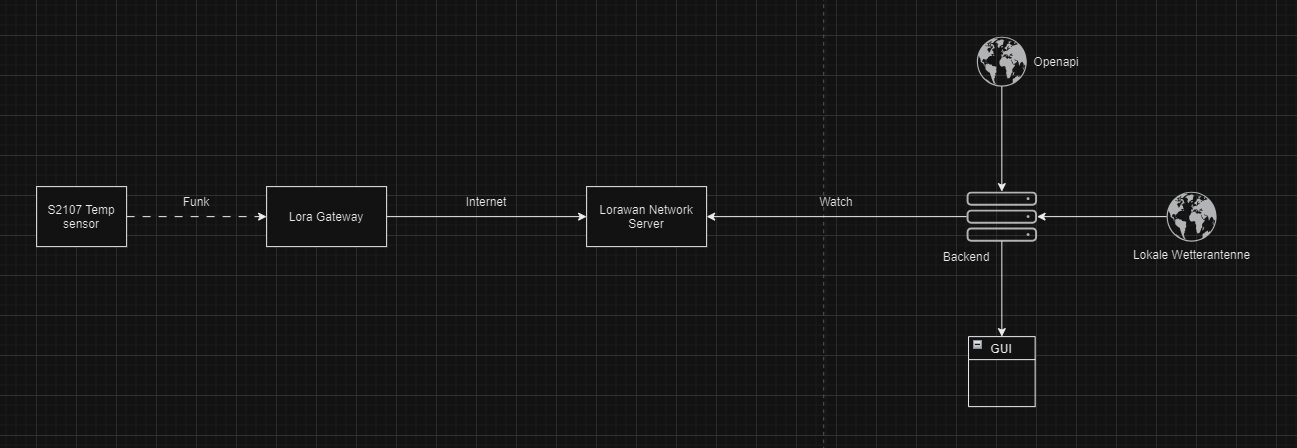 Openapi
S2107 Temp
sensor
Funk
Lora Gateway
Internet
Lorawan Network
Server
Watch
Backend
Lokale Wetterantenne
GUI